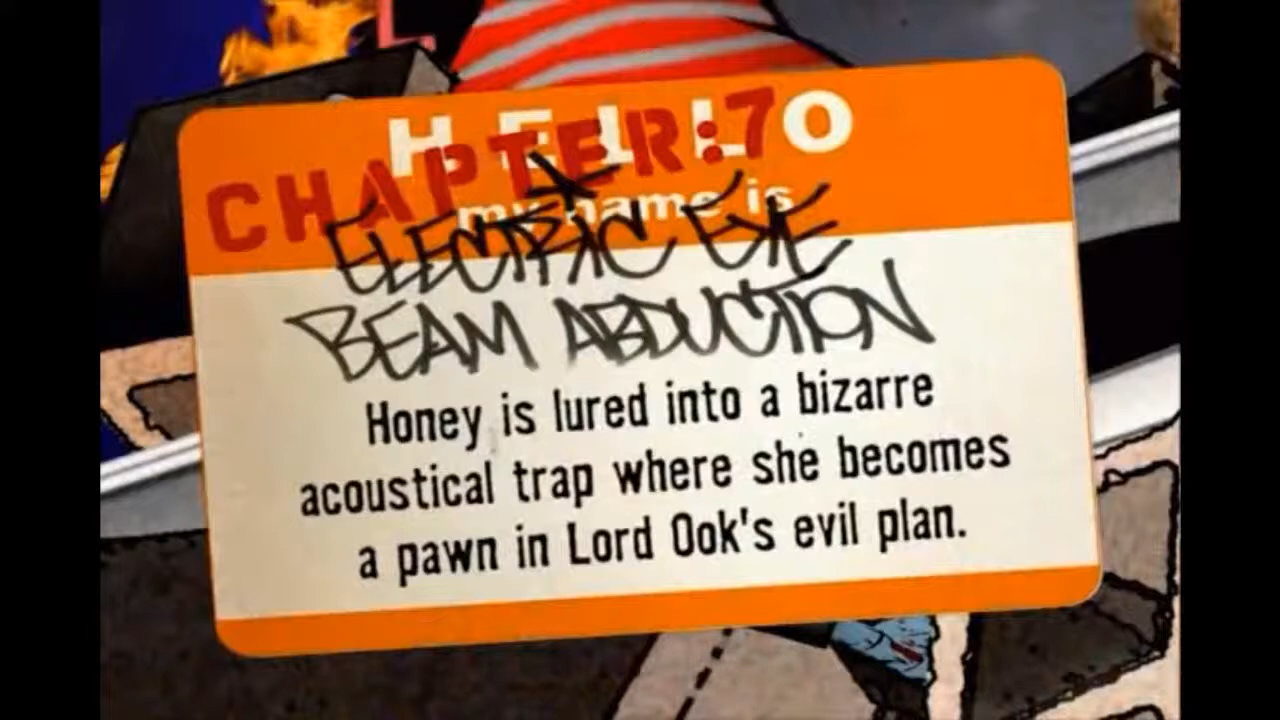 HELLO
CHAPTER:7
my name is
ELECTRIC EYE
BEAM ABDUCTION
Honey is lured into a bizarre
acoustical trap where she becomes
a pawn in Lord Ook's evil plan.